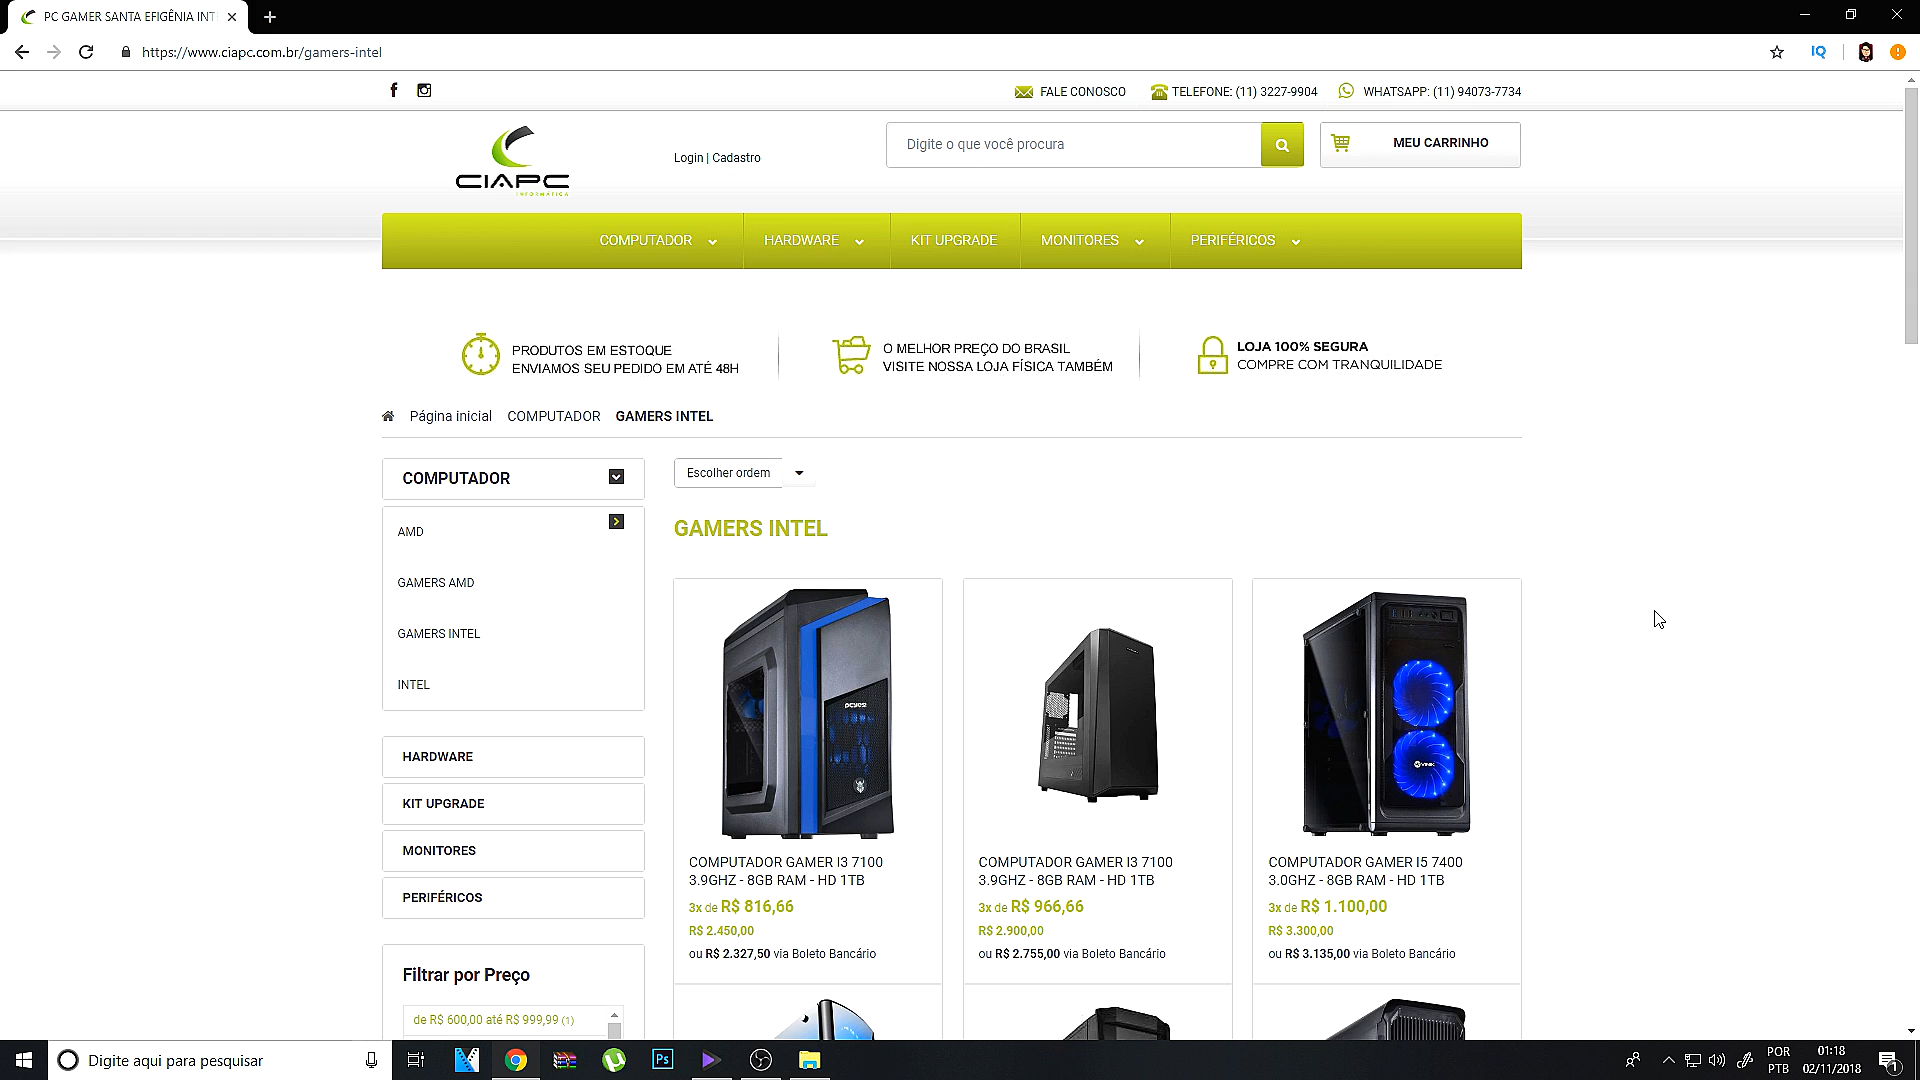 PC GAMER SANTA EFIGÊNIA INT
https://www.ciapc.com.br/gamers-intel
IQ
FALE CONOSCO
TELEFONE: (11) 3227-9904
WHATSAPP: (11) 94073-7734
CIAPC
INFORMÁTICA
Login | Cadastro
Digite o que você procura
MEU CARRINHO
COMPUTADOR
HARDWARE
KIT UPGRADE
MONITORES
PERIFÉRICOS
PRODUTOS EM ESTOQUE
ENVIAMOS SEU PEDIDO EM ATÉ 48H
O MELHOR PREÇO DO BRASIL
VISITE NOSSA LOJA FÍSICA TAMBÉM
LOJA 100% SEGURA
COMPRE COM TRANQUILIDADE
Página inicial COMPUTADOR GAMERS INTEL
COMPUTADOR
AMD
GAMERS AMD
GAMERS INTEL
INTEL
HARDWARE
KIT UPGRADE
MONITORES
PERIFÉRICOS
Filtrar por Preço
de R$ 600,00 até R$ 999,99 (1)
Escolher ordem
GAMERS INTEL
pcyes!
COMPUTADOR GAMER I3 7100
3.9GHZ - 8GB RAM - HD 1TB
3x de R$ 816,66
R$ 2.450,00
ou R$ 2.327,50 via Boleto Bancário
COMPUTADOR GAMER I3 7100
3.9GHZ - 8GB RAM - HD 1TB
3x de R$ 966,66
R$ 2.900,00
ou R$ 2.755,00 via Boleto Bancário
VINIK
COMPUTADOR GAMER I5 7400
3.0GHZ - 8GB RAM - HD 1TB
3x de R$ 1.100,00
R$ 3.300,00
ou R$ 3.135,00 via Boleto Bancário
Digite aqui para pesquisar
Ps
POR
PTB
01:18
02/11/2018
1